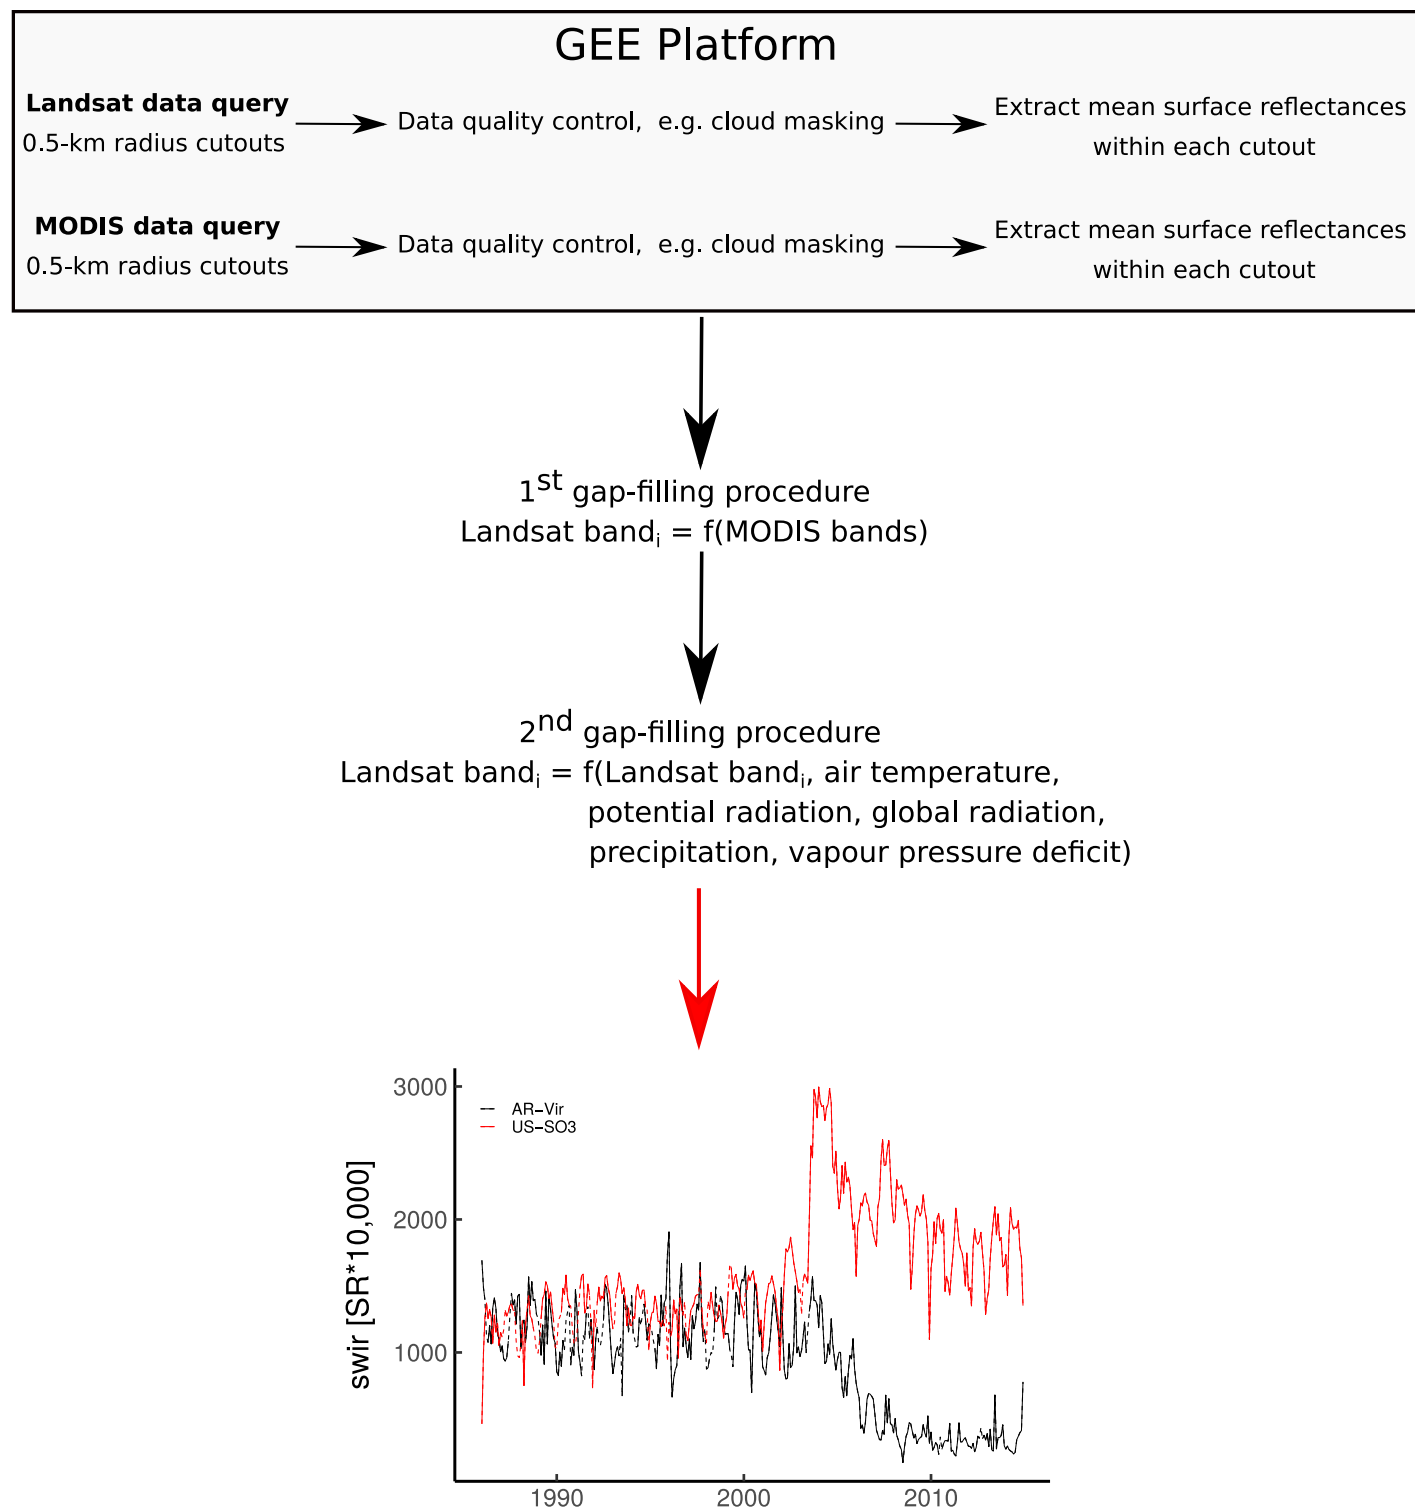 GEE Platform
Landsat data query
0.5-km radius cutouts
Data quality control, e.g. cloud masking
Extract mean surface reflectances
within each cutout
MODIS data query
0.5-km radius cutouts
Data quality control, e.g. cloud masking
Extract mean surface reflectances
within each cutout
1st gap-filling procedure
Landsat bandi = f(MODIS bands)
2nd gap-filling procedure
Landsat bandi = f(Landsat bandi, air temperature,
potential radiation, global radiation,
precipitation, vapour pressure deficit)
3000
2000
1000
swir [SR*10,000]
AR−Vir
US−SO3
1990
2000
2010